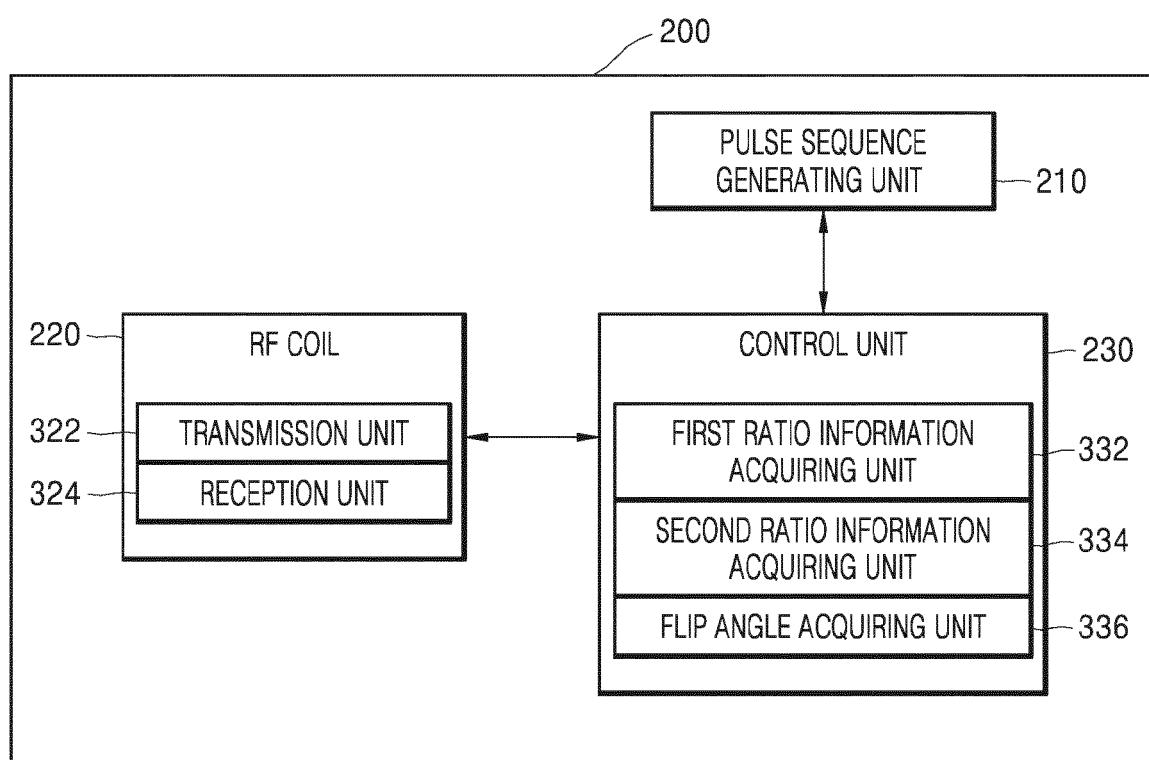 200
PULSE SEQUENCE
GENERATING UNIT
210
220
RF COIL
CONTROL UNIT
230
322
TRANSMISSION UNIT
324
RECEPTION UNIT
FIRST RATIO INFORMATION
ACQUIRING UNIT
332
SECOND RATIO INFORMATION
ACQUIRING UNIT
334
FLIP ANGLE ACQUIRING UNIT
336